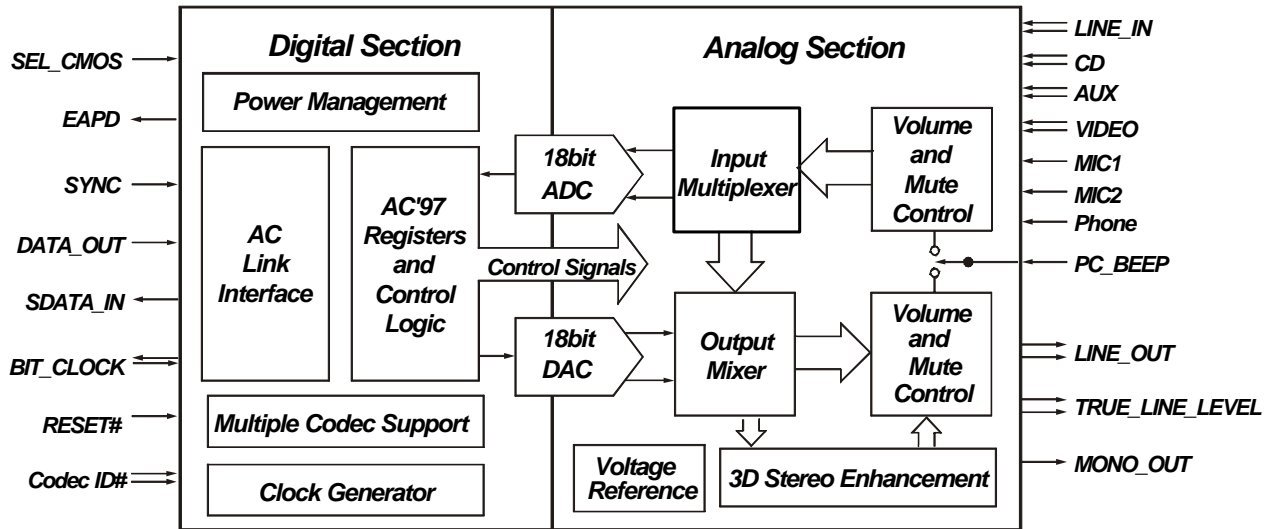 Digital Section
Analog Section
SEL_CMOS
EAPD
SYNC
DATA_OUT
SDATA_IN
BIT_CLOCK
RESET#
Codec ID#
Power Management
AC
Link
Interface
AC'97
Registers
and
Control
Logic
Multiple Codec Support
Clock Generator
18bit
ADC
Control Signals
18bit
DAC
Input
Multiplexer
Output
Mixer
Volume
and
Mute
Control
Volume
and
Mute
Control
Voltage
Reference
3D Stereo Enhancement
LINE_IN
CD
AUX
VIDEO
MIC1
MIC2
Phone
PC_BEEP
LINE_OUT
TRUE_LINE_LEVEL
MONO_OUT